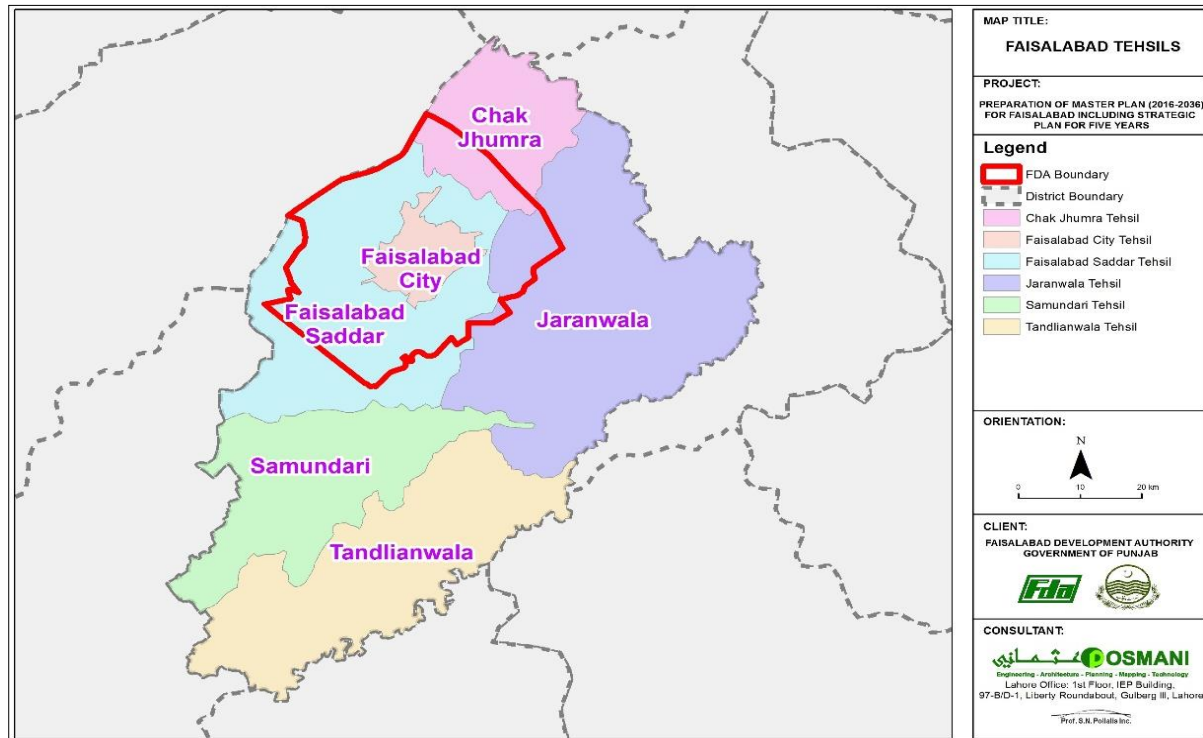 Chak
Jhumra
Faisalabad
City
Faisalabad
Saddar
Jaranwala
Samundari
Tandlianwala
MAP TITLE:
FAISALABAD TEHSILS
PROJECT:
PREPARATION OF MASTER PLAN (2016-2036)
FOR FAISALABAD INCLUDING STRATEGIC
PLAN FOR FIVE YEARS
Legend
FDA Boundary
District Boundary
Chak Jhumra Tehsil
Faisalabad City Tehsil
Faisalabad Saddar Tehsil
Jaranwala Tehsil
Samundari Tehsil
Tandlianwala Tehsil
ORIENTATION:
N
0 10 20 km
CLIENT:
FAISALABAD DEVELOPMENT AUTHORITY
GOVERNMENT OF PUNJAB
Fda
CONSULTANT:
عثمانی OSMANI
Engineering - Architecture - Planning - Mapping - Technology
Lahore Office: 1st Floor, IEP Building,
97-B/D-1, Liberty Roundabout, Gulberg III, Lahore
Prof. S.N. Pollalis Inc.